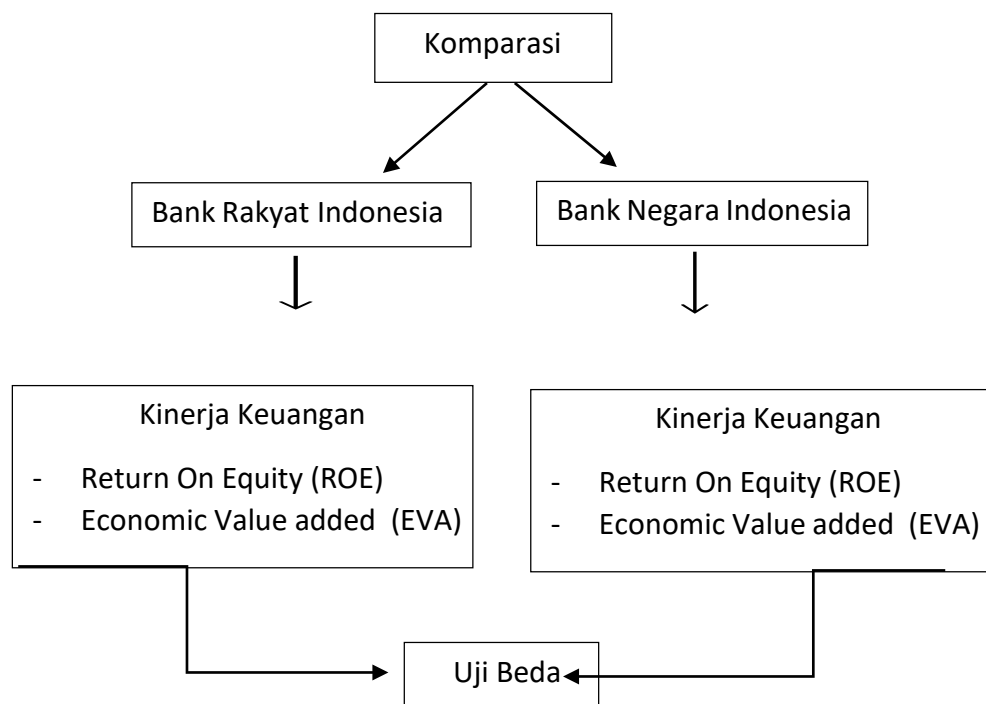 Komparasi
Bank Rakyat Indonesia
Bank Negara Indonesia
Kinerja Keuangan
- Return On Equity (ROE)
- Economic Value added (EVA)
Kinerja Keuangan
- Return On Equity (ROE)
- Economic Value added (EVA)
Uji Beda